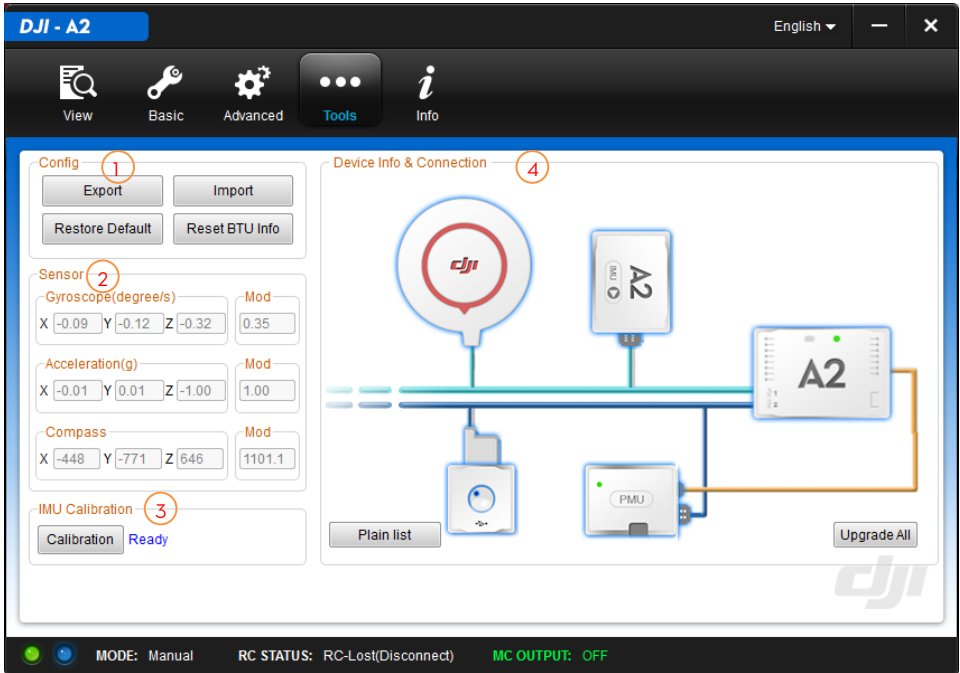 DJI - A2
English
View
Basic
Advanced
Tools
Info
Config
1
Export
Import
Restore Default
Reset BTU Info
Sensor
2
Gyroscope(degree/s)
Mod
X -0.09 Y -0.12 Z -0.32
0.35
Acceleration(g)
Mod
X -0.01 Y 0.01 Z -1.00
1.00
Compass
Mod
X -448 Y -771 Z 646
1101.1
IMU Calibration
3
Calibration
Ready
Device Info & Connection
4
dji
IMU
A2
A2
1
2
PMU
Plain list
Upgrade All
dji
MODE: Manual
RC STATUS: RC-Lost(Disconnect)
MC OUTPUT: OFF